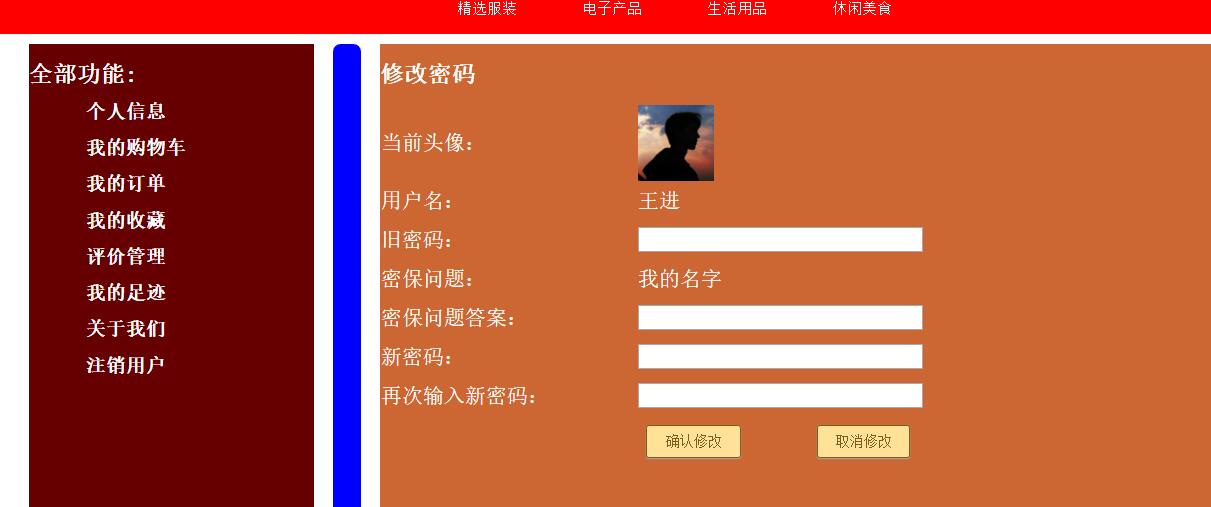 精选服装 电子产品 生活用品 休闲美食
全部功能：
个人信息
我的购物车
我的订单
我的收藏
评价管理
我的足迹
关于我们
注销用户
修改密码
当前头像：
用户名： 王进
旧密码：
密保问题： 我的名字
密保问题答案：
新密码：
再次输入新密码：
确认修改 取消修改